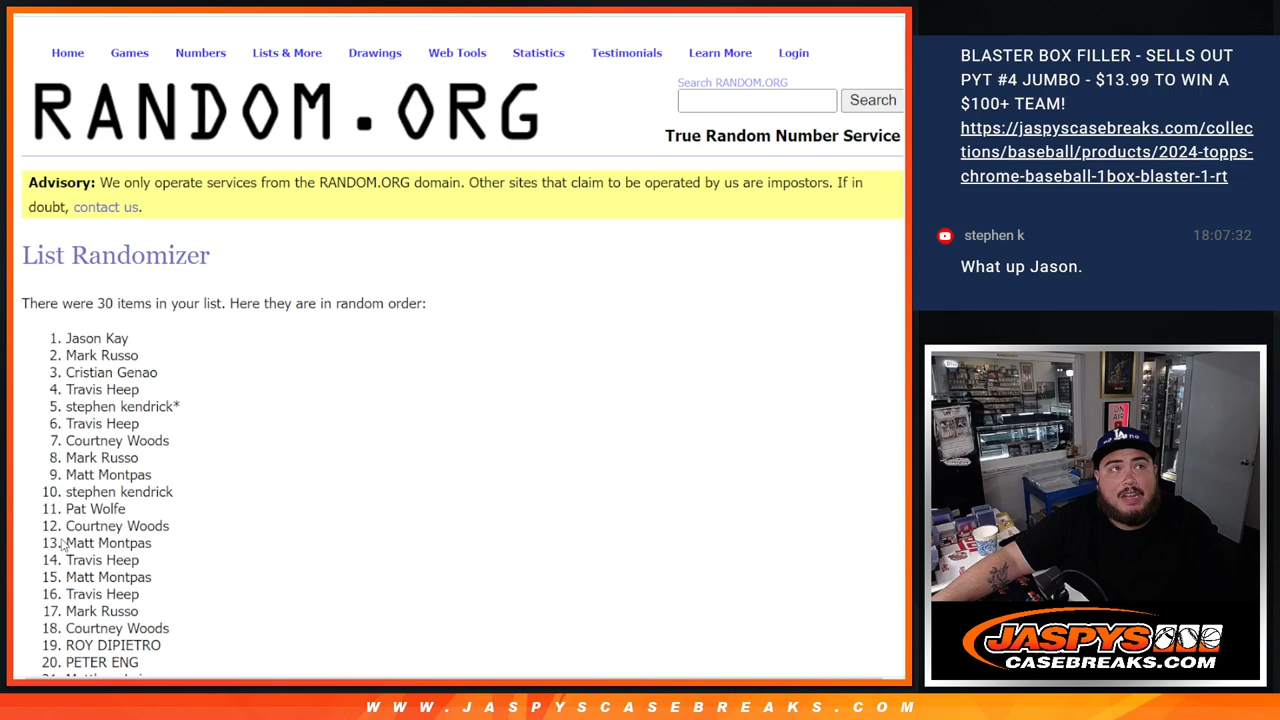 Home Games Numbers Lists & More Drawings Web Tools Statistics Testimonials Learn More Login
RANDOM.ORG
Search RANDOM.ORG
Search
True Random Number Service
Advisory: We only operate services from the RANDOM.ORG domain. Other sites that claim to be operated by us are impostors. If in
doubt, contact us.
List Randomizer
There were 30 items in your list. Here they are in random order:
1. Jason Kay
2. Mark Russo
3. Cristian Genao
4. Travis Heep
5. stephen kendrick*
6. Travis Heep
7. Courtney Woods
8. Mark Russo
9. Matt Montpas
10. stephen kendrick
11. Pat Wolfe
12. Courtney Woods
13. Matt Montpas
14. Travis Heep
15. Matt Montpas
16. Travis Heep
17. Mark Russo
18. Courtney Woods
19. ROY DIPIETRO
20. PETER ENG
BLASTER BOX FILLER - SELLS OUT
PYT #4 JUMBO - $13.99 TO WIN A
$100+ TEAM!
https://jaspyscasebreaks.com/collec
tions/baseball/products/2024-topps-
chrome-baseball-1box-blaster-1-rt
stephen k 18:07:32
What up Jason.
ON
AIR
LA
JASPYS
CASEBREAKS.COM
WWW.JASPYSCASEBREAKS.COM